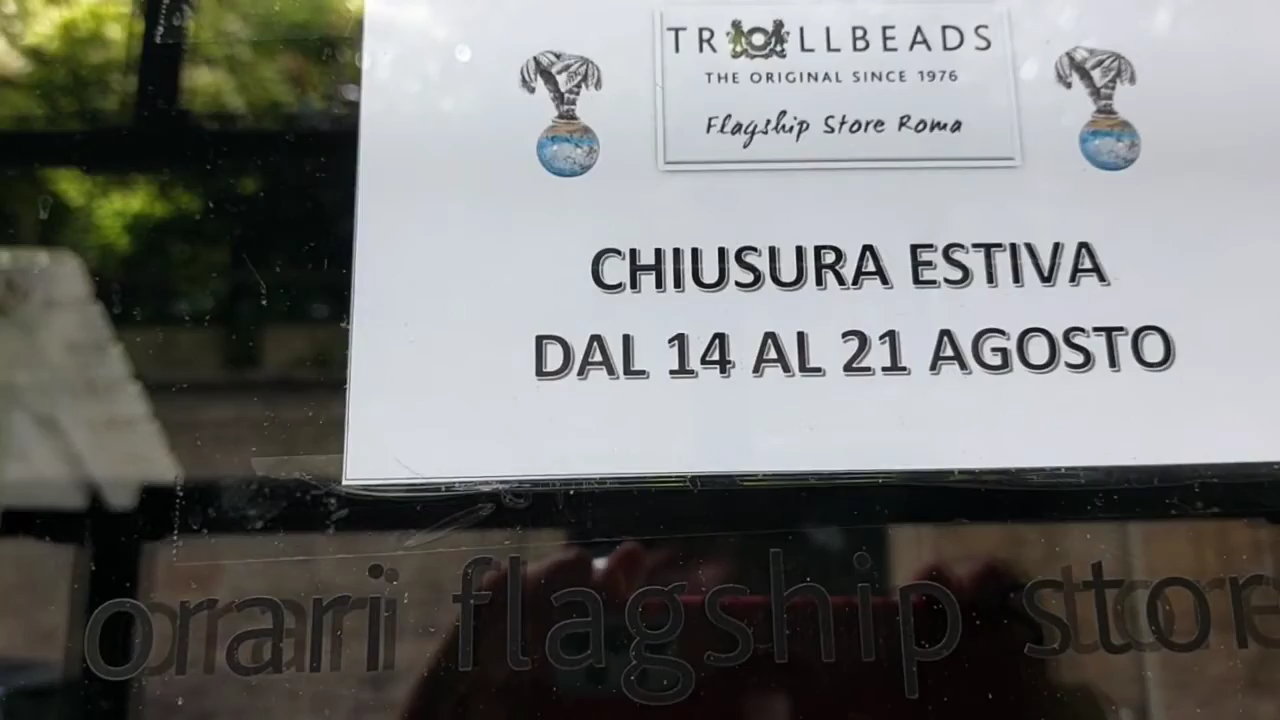 TROLLBEADS
THE ORIGINAL SINCE 1976
Flagship Store Roma
CHIUSURA ESTIVA
DAL 14 AL 21 AGOSTO
orari flagship store